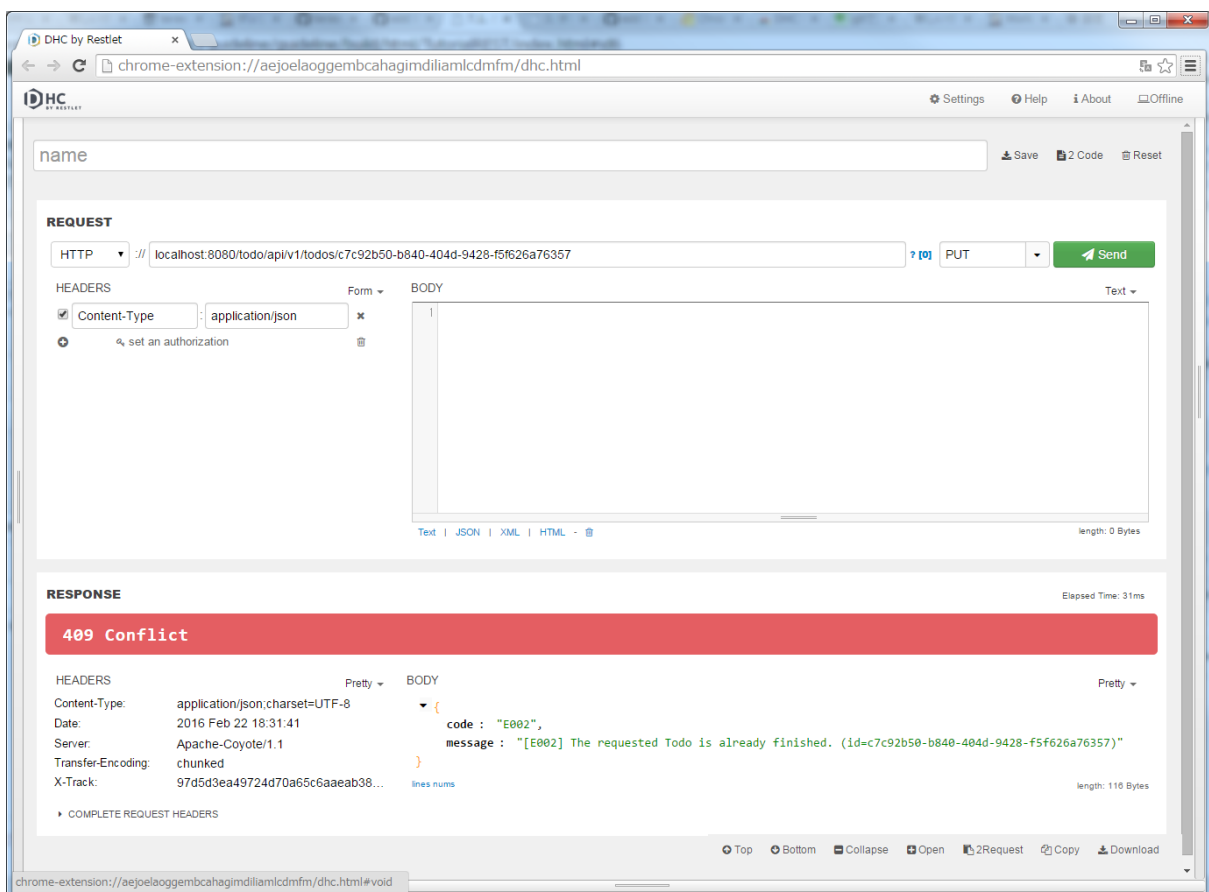 DHC by Restlet
chrome-extension://aejoelaoggembcahagimdiliamlcdmfm/dhc.html
DHC BY RESTLET Settings Help About Offline
name Save 2 Code Reset
REQUEST
HTTP :// localhost:8080/todo/api/v1/todos/c7c92b50-b840-404d-9428-f5f626a76357 ? [0] PUT Send
HEADERS Form BODY Text
Content-Type : application/json 1
set an authorization
Text | JSON | XML | HTML - length: 0 Bytes
RESPONSE Elapsed Time: 31ms
409 Conflict
HEADERS Pretty BODY Pretty
Content-Type: application/json;charset=UTF-8 {
Date: 2016 Feb 22 18:31:41 code : "E002",
Server: Apache-Coyote/1.1 message : "[E002] The requested Todo is already finished. (id=c7c92b50-b840-404d-9428-f5f626a76357)"
Transfer-Encoding: chunked }
X-Track: 97d5d3ea49724d70a65c6aaeab38... lines nums length: 116 Bytes
COMPLETE REQUEST HEADERS
Top Bottom Collapse Open 2Request Copy Download
chrome-extension://aejoelaoggembcahagimdiliamlcdmfm/dhc.html#void